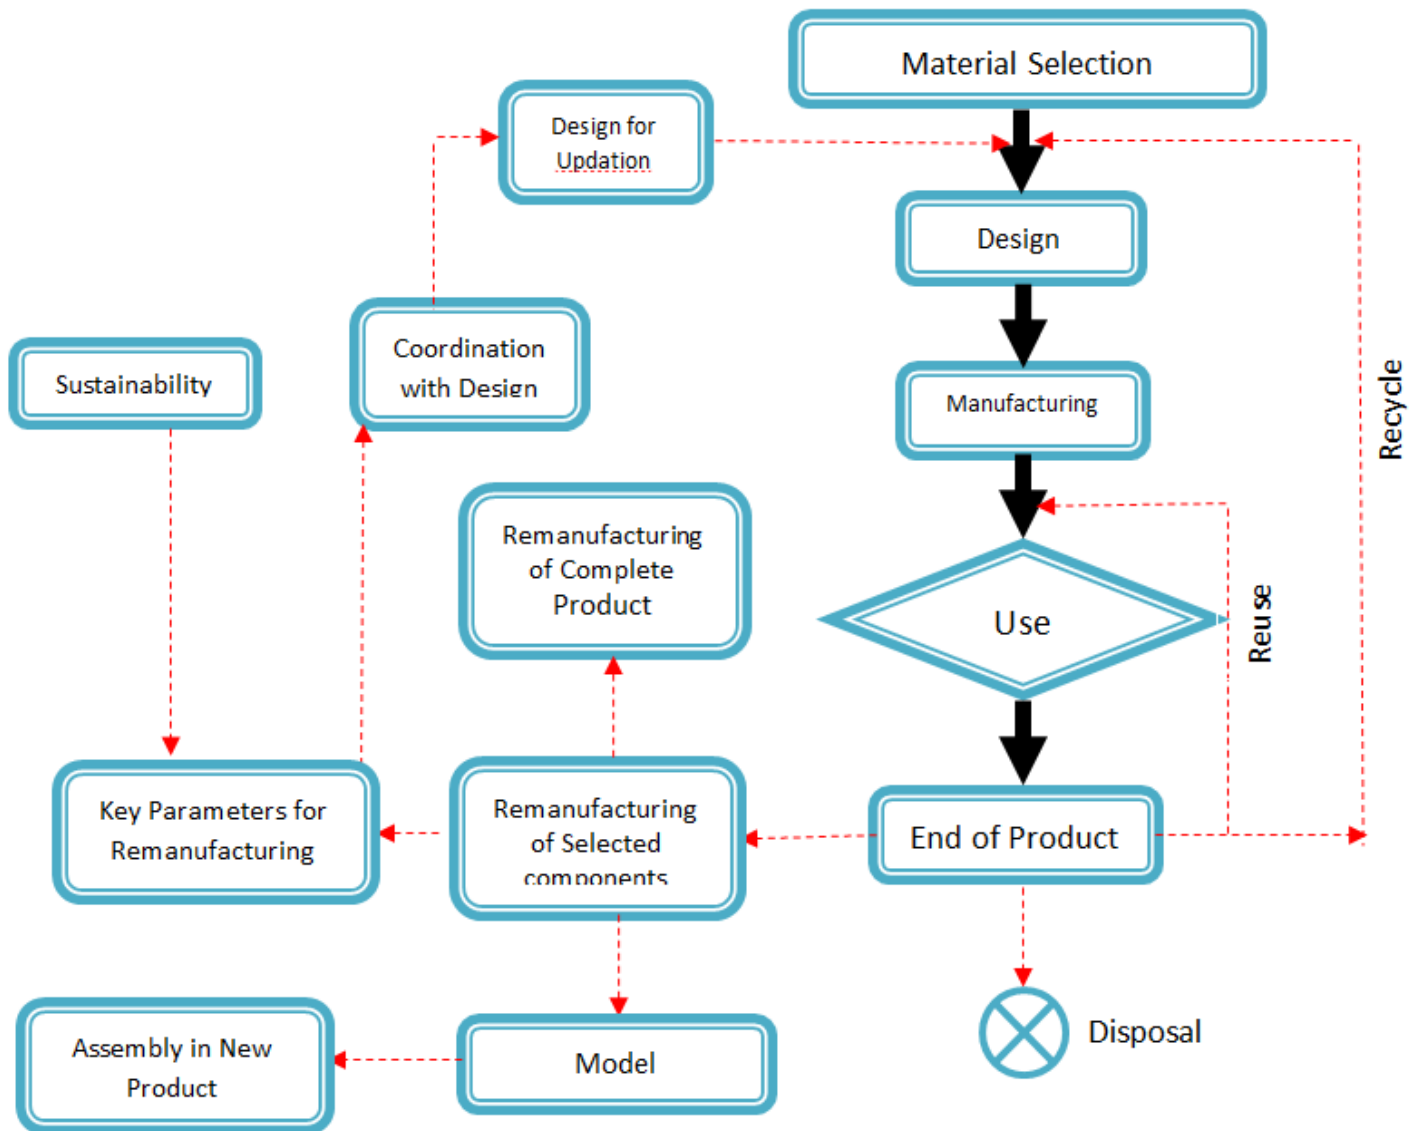 Material Selection
Design for
Updation
Design
Coordination
with Design
Sustainability
Manufacturing
Recycle
Remanufacturing
of Complete
Product
Use
Reuse
Key Parameters for
Remanufacturing
Remanufacturing
of Selected
components
End of Product
Assembly in New
Product
Model
Disposal